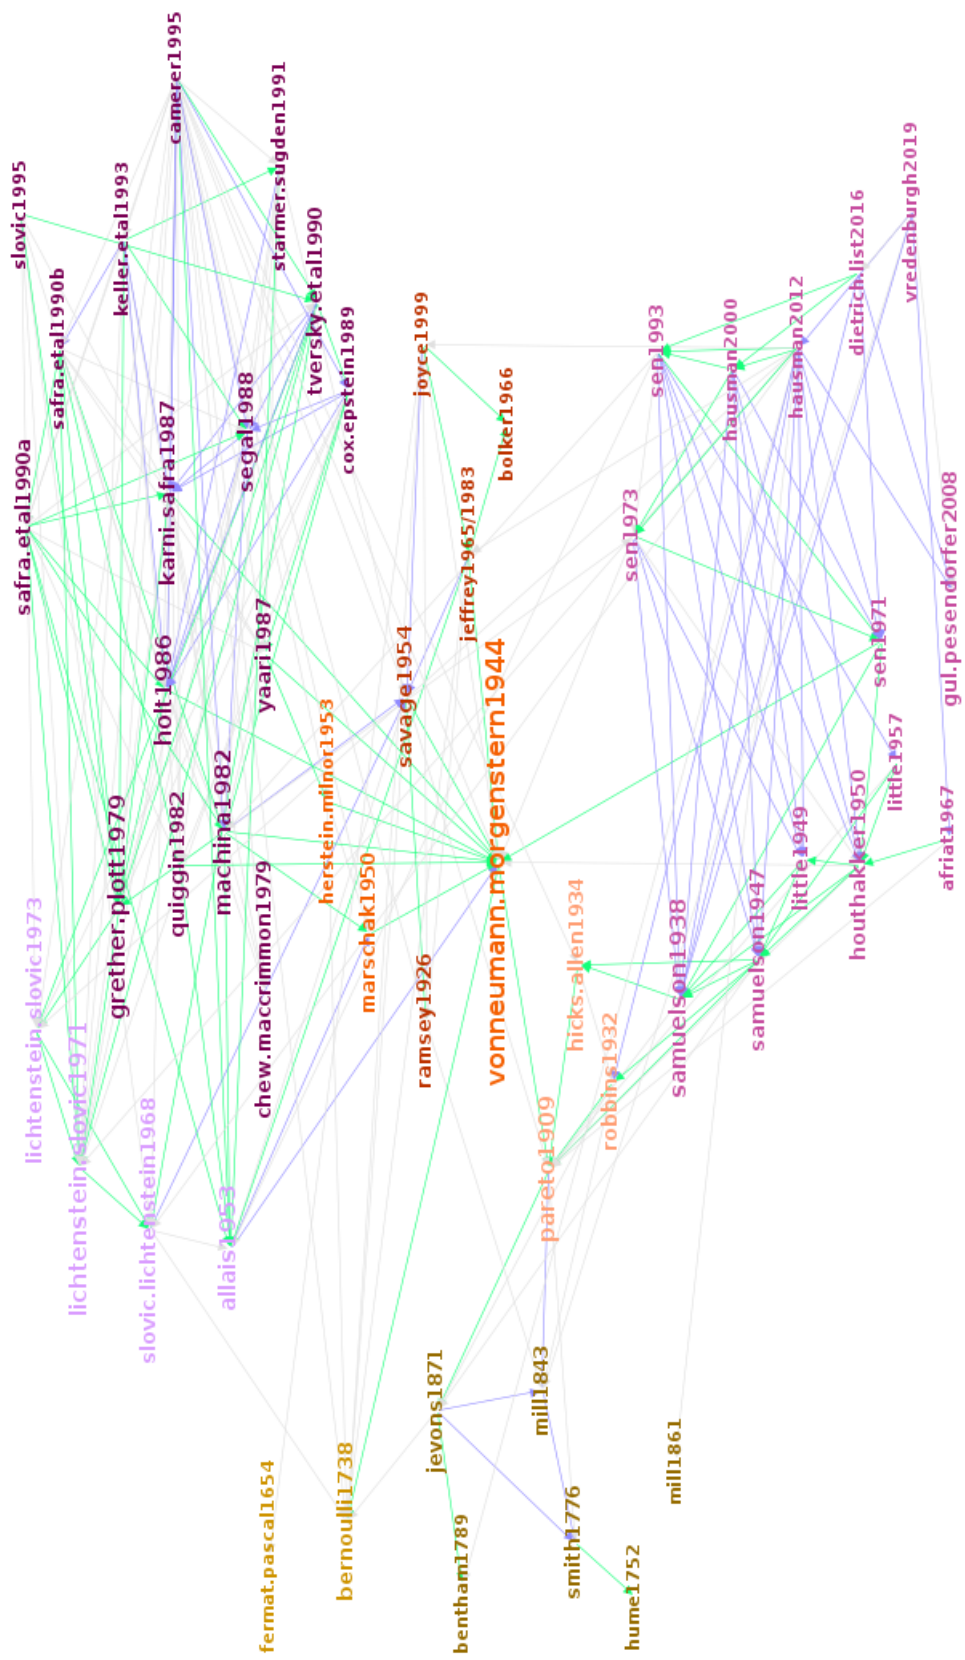 camerer1995
starmer.sugden1991
slovic1995
keller.etal1993
vredenburgh2019
dietrich.list2016
tversky.etal1990
safra.etal1990b
cox.epstein1989
joyce1999
sen1993
hausman2000
hausman2012
segal1988
bolker1966
karni.safra1987
safra.etal1990a
jeffrey1965/1983
sen1973
gul.pesendorfer2008
sen1971
yaari1987
holt1986
savage1954
vonneumann.morgenstern1944
herstein.milnor1953
little1957
machina1982
quiggin1982
grether.plott1979
marschak1950
chew.maccrimmon1979
afriat1967
houthakker1950
little1949
samuelson1947
samuelson1938
hicks.allen1934
ramsey1926
robbins1932
pareto1909
lichtenstein.slovic1973
lichtenstein.slovic1971
slovic.lichtenstein1968
allais1953
jevons1871
mill1843
mill1861
bernoulli1738
fermat.pascal1654
bentham1789
smith1776
hume1752